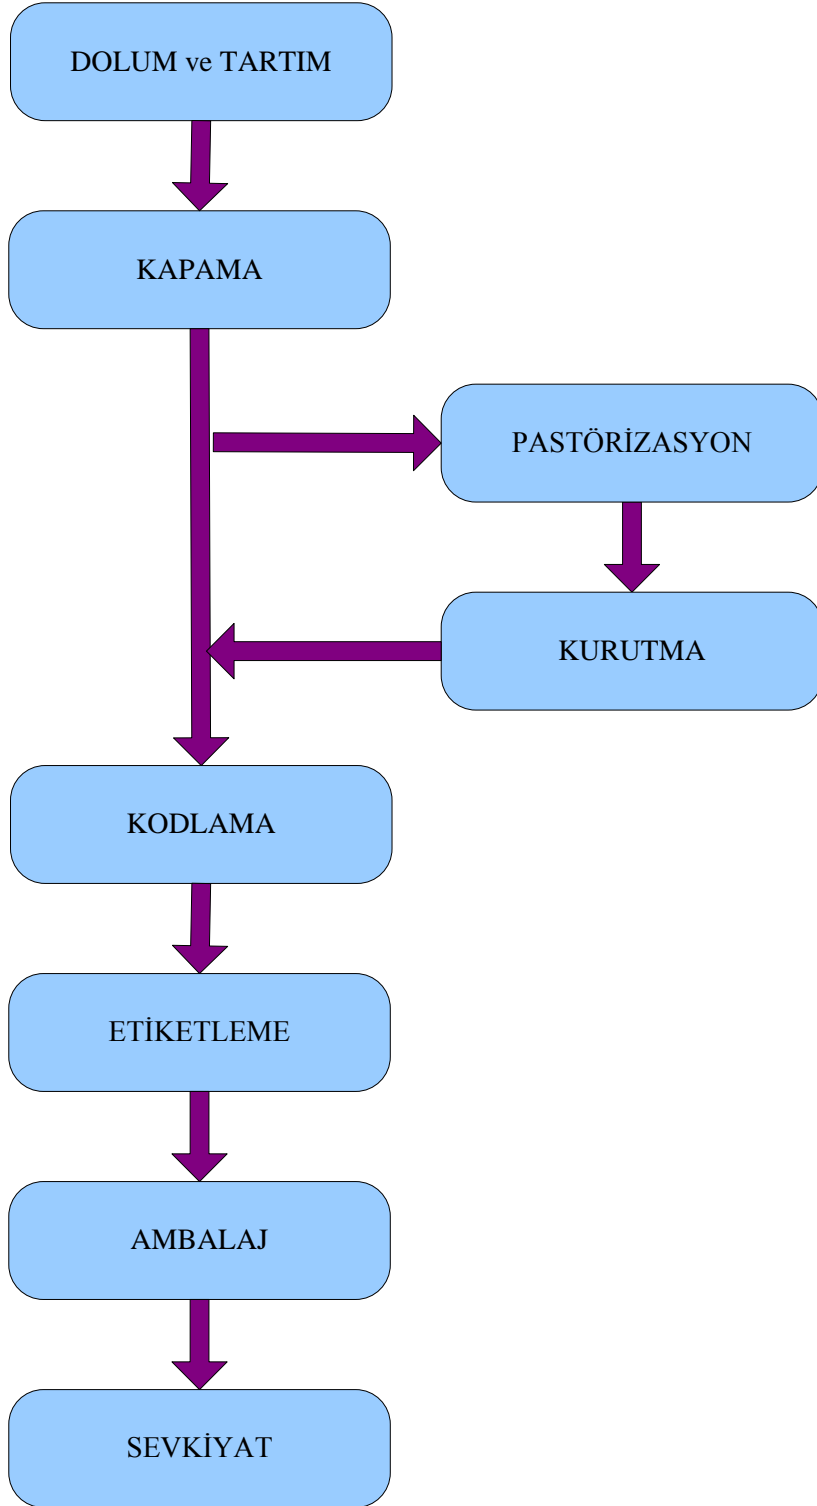 DOLUM ve TARTIM
KAPAMA
PASTÖRİZASYON
KURUTMA
KODLAMA
ETİKETLEME
AMBALAJ
SEVKİYAT